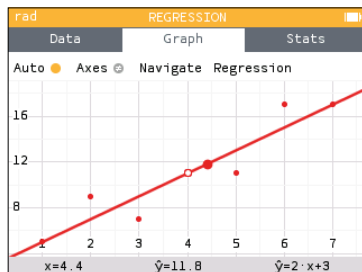 rad REGRESSION
Data Graph Stats
Auto Axes Navigate Regression
16
12
8
1 2 3 4 5 6 7
x=4.4 ŷ=11.8 ŷ=2·x+3